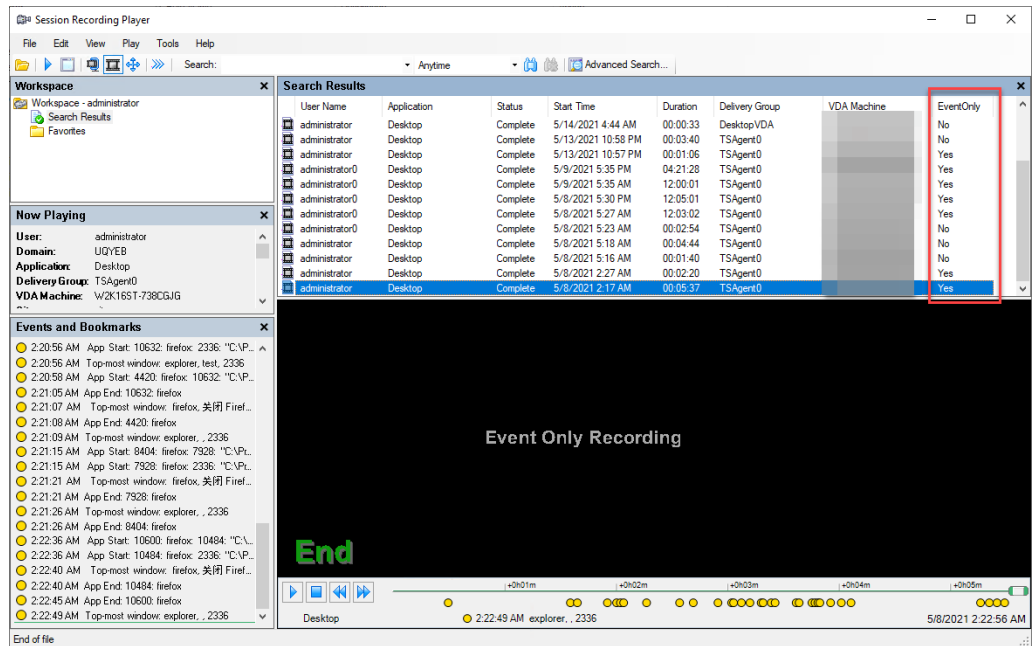 Session Recording Player
File Edit View Play Tools Help
Search: Anytime Advanced Search...
Workspace
Workspace - administrator
Search Results
Favorites
Now Playing
User: administrator
Domain: UQYEB
Application: Desktop
Delivery Group: TSAgent0
VDA Machine: W2K16ST-738CGJG
Events and Bookmarks
2:20:56 AM App Start: 10632: firefox: 2336: "C:\P...
2:20:56 AM Top-most window: explorer, test, 2336
2:20:58 AM App Start: 4420: firefox: 10632: "C:\P...
2:21:05 AM App End: 10632: firefox
2:21:07 AM Top-most window: firefox, 关闭 Firef...
2:21:08 AM App End: 4420: firefox
2:21:09 AM Top-most window: explorer, , 2336
2:21:15 AM App Start: 8404: firefox: 7928: "C:\Pr...
2:21:15 AM App Start: 7928: firefox: 2336: "C:\Pr...
2:21:21 AM Top-most window: firefox, 关闭 Firef...
2:21:21 AM App End: 7928: firefox
2:21:26 AM Top-most window: explorer, , 2336
2:21:26 AM App End: 8404: firefox
2:22:36 AM App Start: 10600: firefox: 10484: "C:\...
2:22:36 AM App Start: 10484: firefox: 2336: "C:\P...
2:22:40 AM Top-most window: firefox, 关闭 Firef...
2:22:40 AM App End: 10484: firefox
2:22:45 AM App End: 10600: firefox
2:22:49 AM Top-most window: explorer, , 2336
Search Results
User Name Application Status Start Time Duration Delivery Group VDA Machine EventOnly
administrator Desktop Complete 5/14/2021 4:44 AM 00:00:33 DesktopVDA No
administrator Desktop Complete 5/13/2021 10:58 PM 00:03:40 TSAgent0 No
administrator Desktop Complete 5/13/2021 10:57 PM 00:01:06 TSAgent0 Yes
administrator0 Desktop Complete 5/9/2021 5:35 PM 04:21:28 TSAgent0 Yes
administrator0 Desktop Complete 5/9/2021 5:35 AM 12:00:01 TSAgent0 Yes
administrator0 Desktop Complete 5/8/2021 5:30 PM 12:05:01 TSAgent0 Yes
administrator0 Desktop Complete 5/8/2021 5:27 AM 12:03:02 TSAgent0 Yes
administrator0 Desktop Complete 5/8/2021 5:23 AM 00:02:54 TSAgent0 No
administrator Desktop Complete 5/8/2021 5:18 AM 00:04:44 TSAgent0 No
administrator Desktop Complete 5/8/2021 5:16 AM 00:01:40 TSAgent0 No
administrator Desktop Complete 5/8/2021 2:27 AM 00:02:20 TSAgent0 Yes
administrator Desktop Complete 5/8/2021 2:17 AM 00:05:37 TSAgent0 Yes
Event Only Recording
End
+0h01m +0h02m +0h03m +0h04m +0h05m
Desktop 2:22:49 AM explorer, , 2336 5/8/2021 2:22:56 AM
End of file